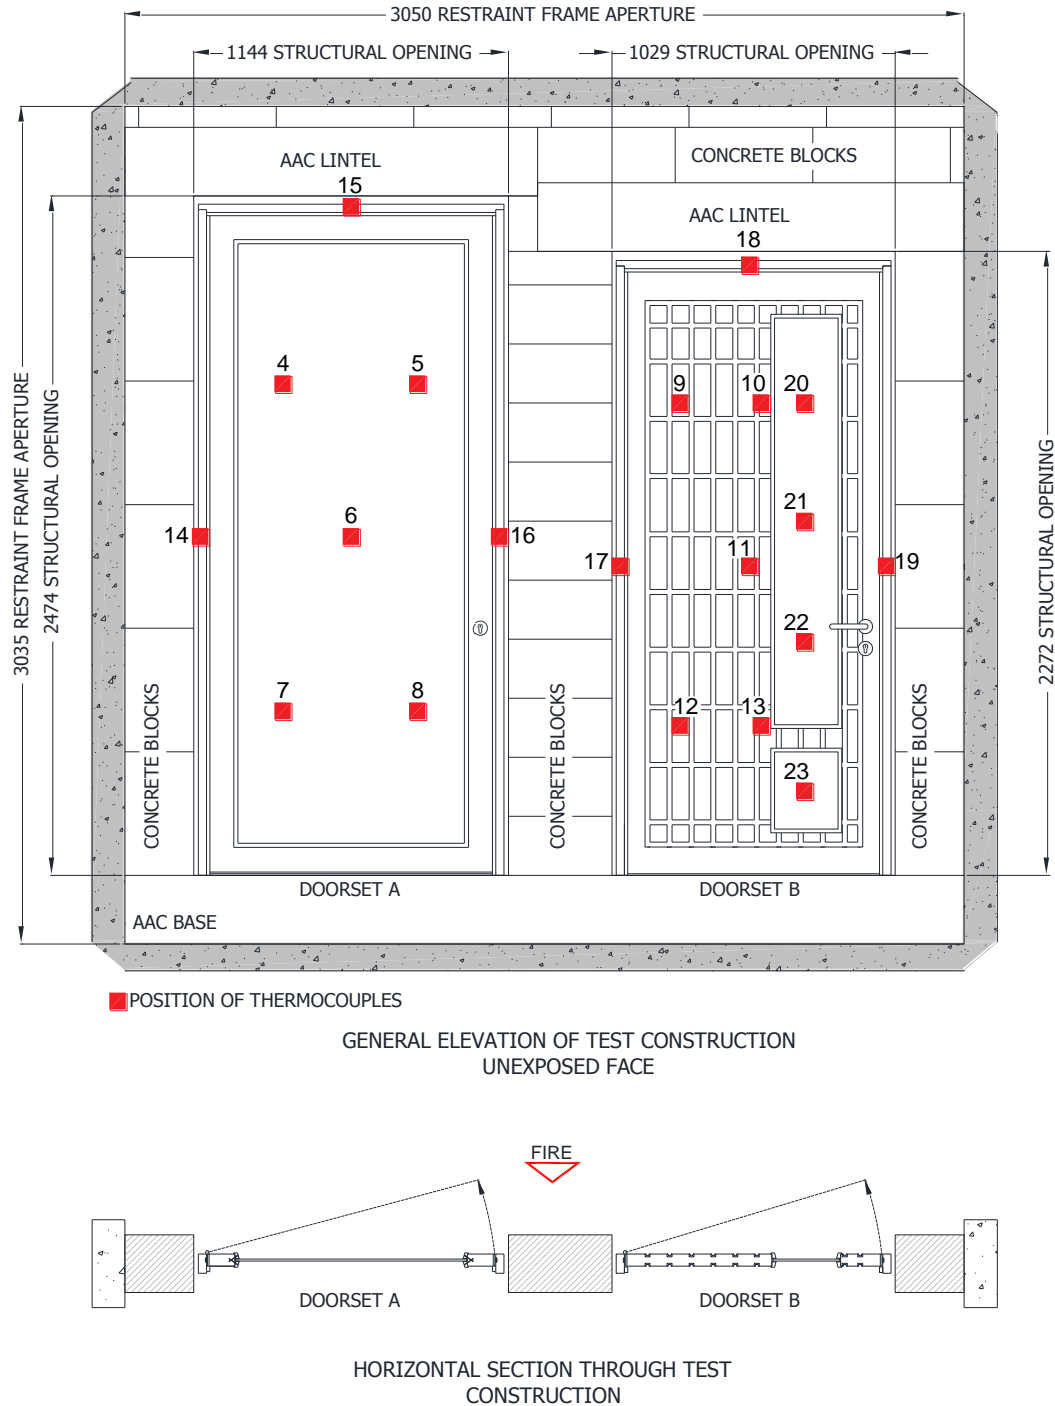 3050 RESTRAINT FRAME APERTURE
1144 STRUCTURAL OPENING
1029 STRUCTURAL OPENING
AAC LINTEL
CONCRETE BLOCKS
15
AAC LINTEL
18
4
5
9
10
20
3035 RESTRAINT FRAME APERTURE
2474 STRUCTURAL OPENING
2272 STRUCTURAL OPENING
21
6
14
16
17
11
19
22
7
8
12
13
CONCRETE BLOCKS
CONCRETE BLOCKS
CONCRETE BLOCKS
23
DOORSET A
DOORSET B
AAC BASE
POSITION OF THERMOCOUPLES
GENERAL ELEVATION OF TEST CONSTRUCTION
UNEXPOSED FACE
FIRE
DOORSET A
DOORSET B
HORIZONTAL SECTION THROUGH TEST
CONSTRUCTION